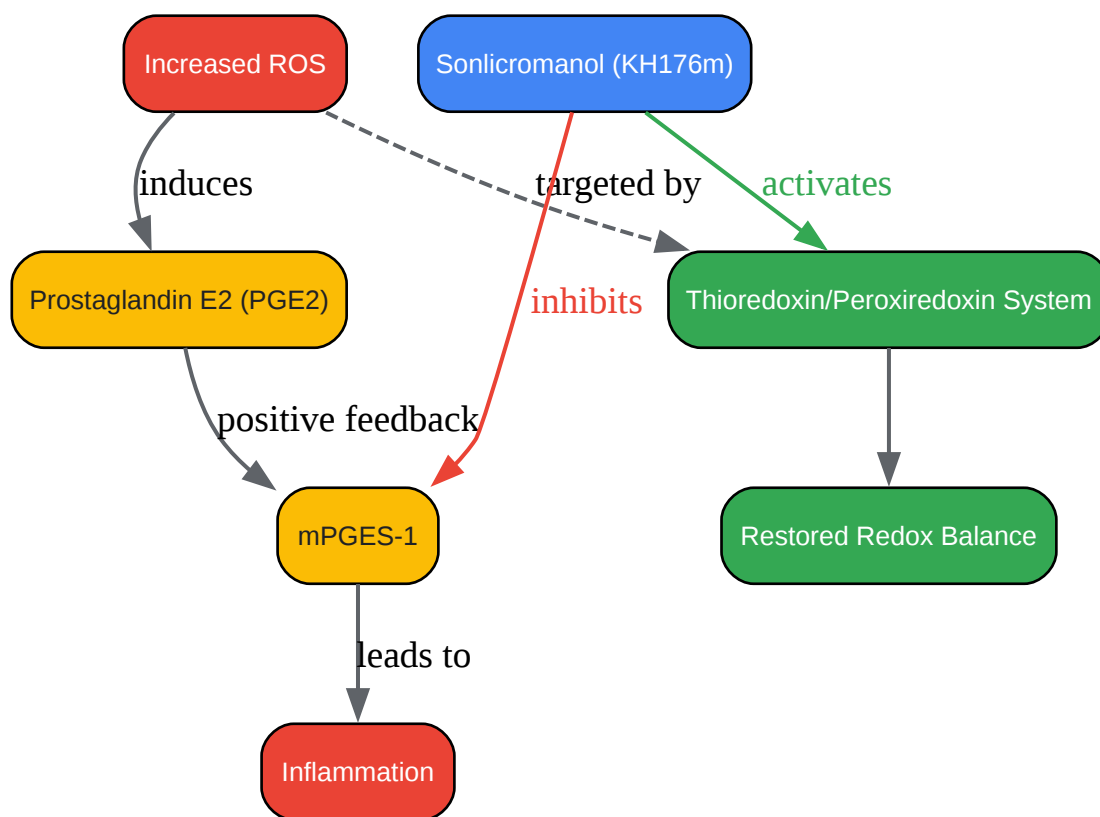 Increased ROS
Sonlicromanol (KH176m)
induces
targeted by
activates
Prostaglandin E2 (PGE2)
inhibits
Thioredoxin/Peroxiredoxin System
positive feedback
mPGES-1
Restored Redox Balance
leads to
Inflammation